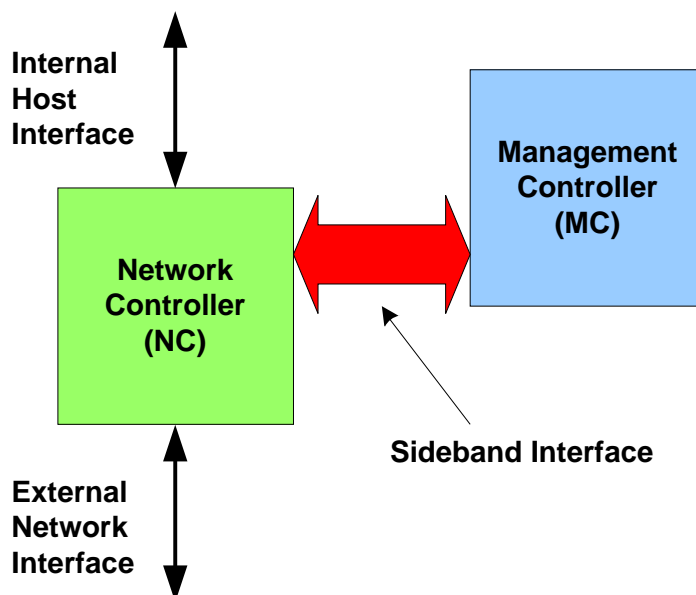 Internal
Host
Interface
Management
Controller
(MC)
Network
Controller
(NC)
Sideband Interface
External
Network
Interface